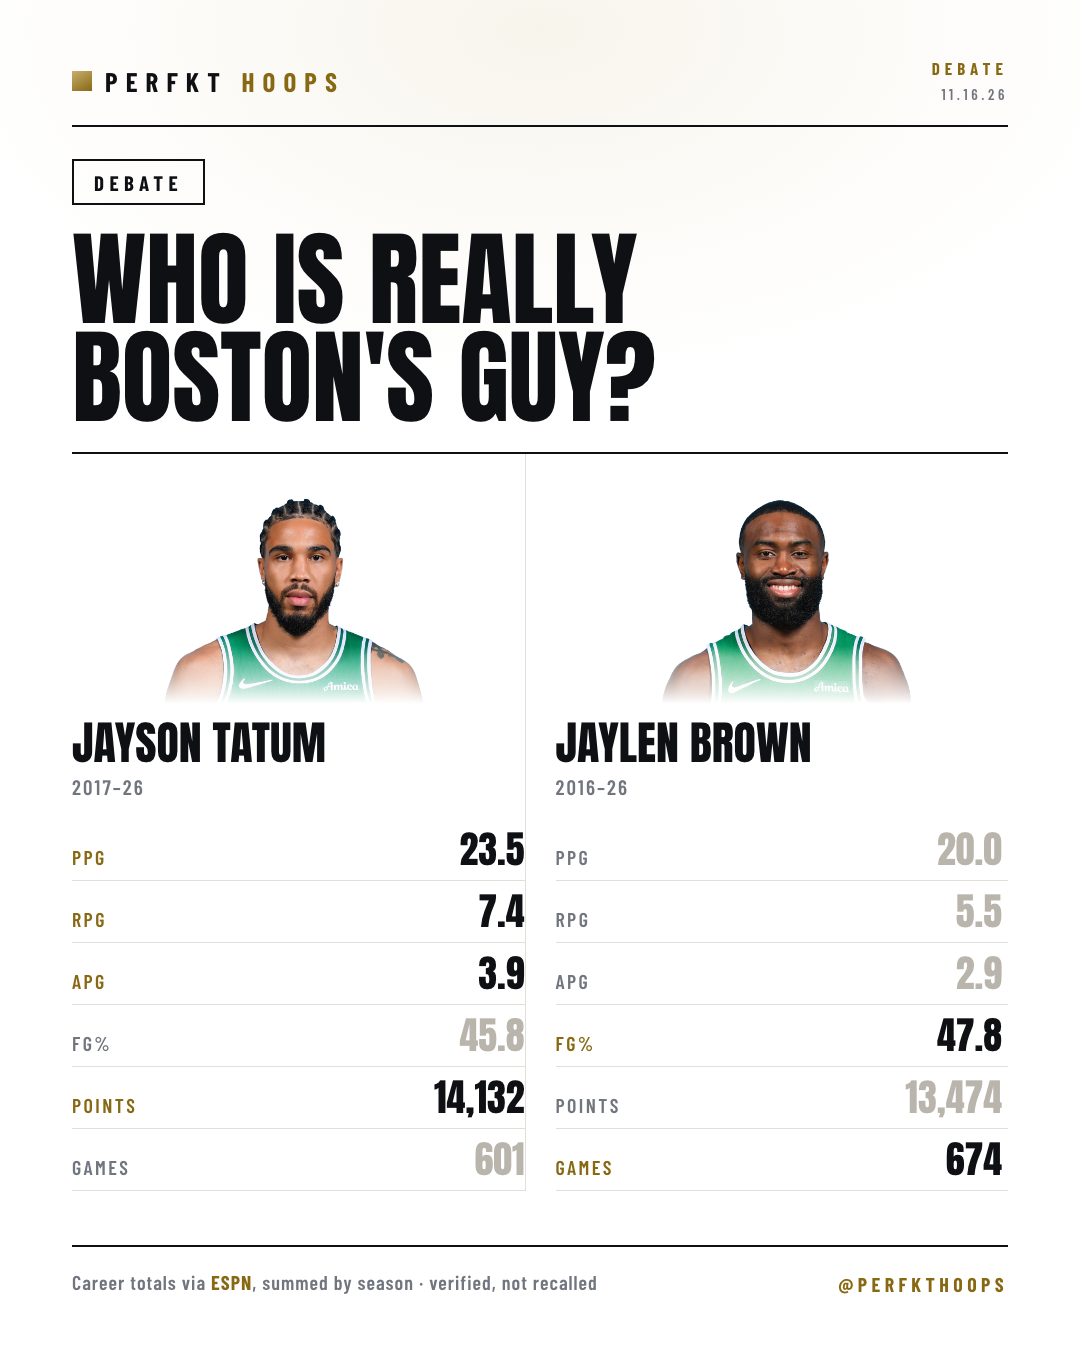 PERFKT HOOPS
DEBATE
11.16.26
DEBATE
WHO IS REALLY
BOSTON'S GUY?
Amica
Amica
JAYSON TATUM
2017–26
PPG 23.5
RPG 7.4
APG 3.9
FG% 45.8
POINTS 14,132
GAMES 601
JAYLEN BROWN
2016–26
PPG 20.0
RPG 5.5
APG 2.9
FG% 47.8
POINTS 13,474
GAMES 674
Career totals via ESPN, summed by season · verified, not recalled
@PERFKTHOOPS